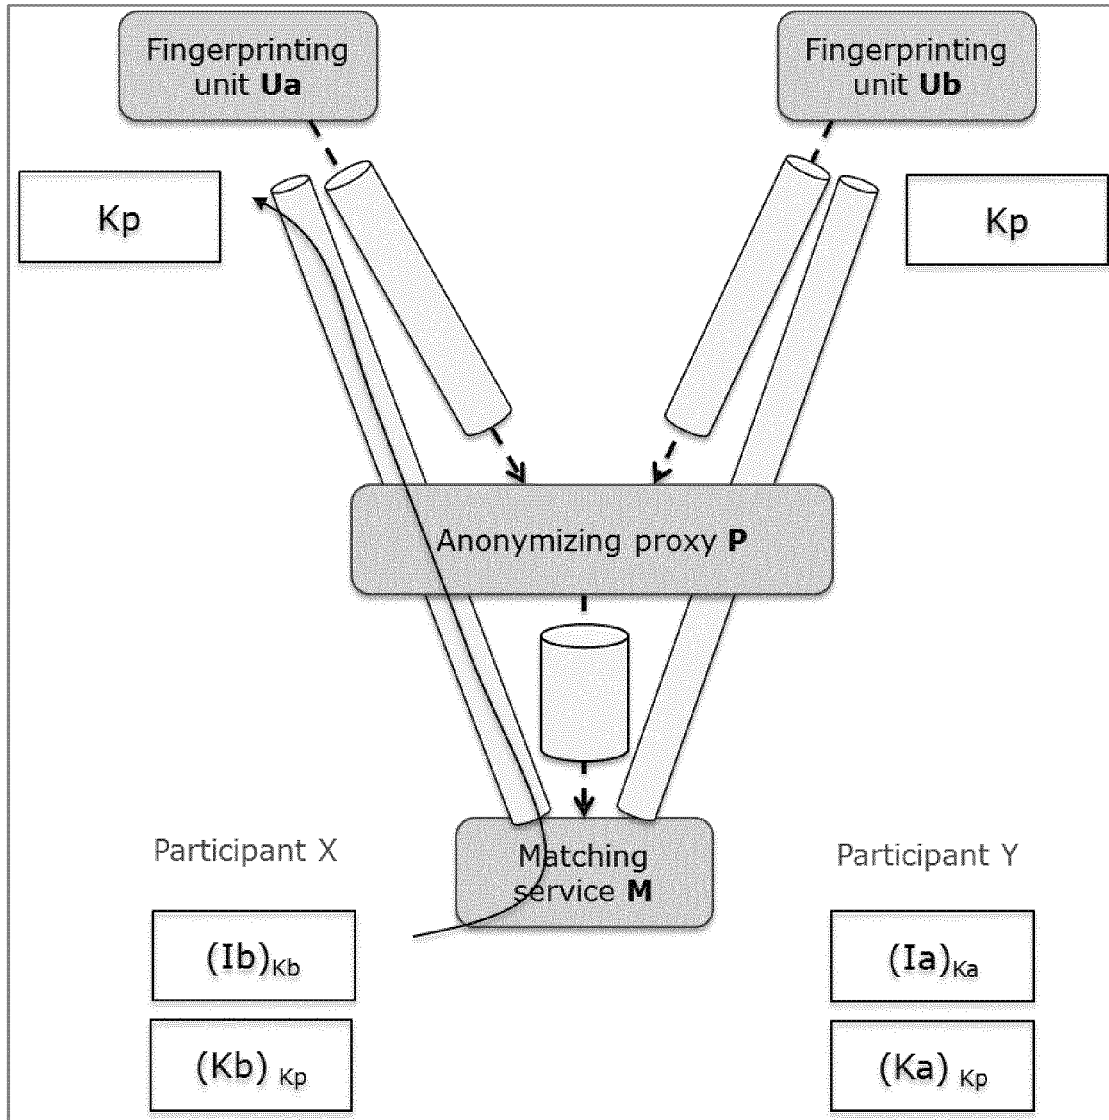 Fingerprinting
unit Ua
Fingerprinting
unit Ub
Kp
Kp
Anonymizing proxy P
Participant X
Matching
service M
Participant Y
(Ib)Kb
(Ia)Ka
(Kb) Kp
(Ka) Kp